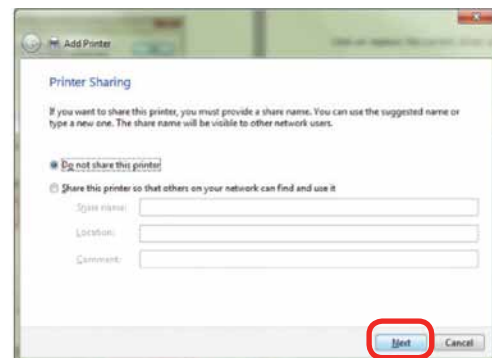 Add Printer
Printer Sharing
If you want to share this printer, you must provide a share name. You can use the suggested name or
type a new one. The share name will be visible to other network users.
Do not share this printer
Share this printer so that others on your network can find and use it
Share name:
Location:
Comment:
Next
Cancel